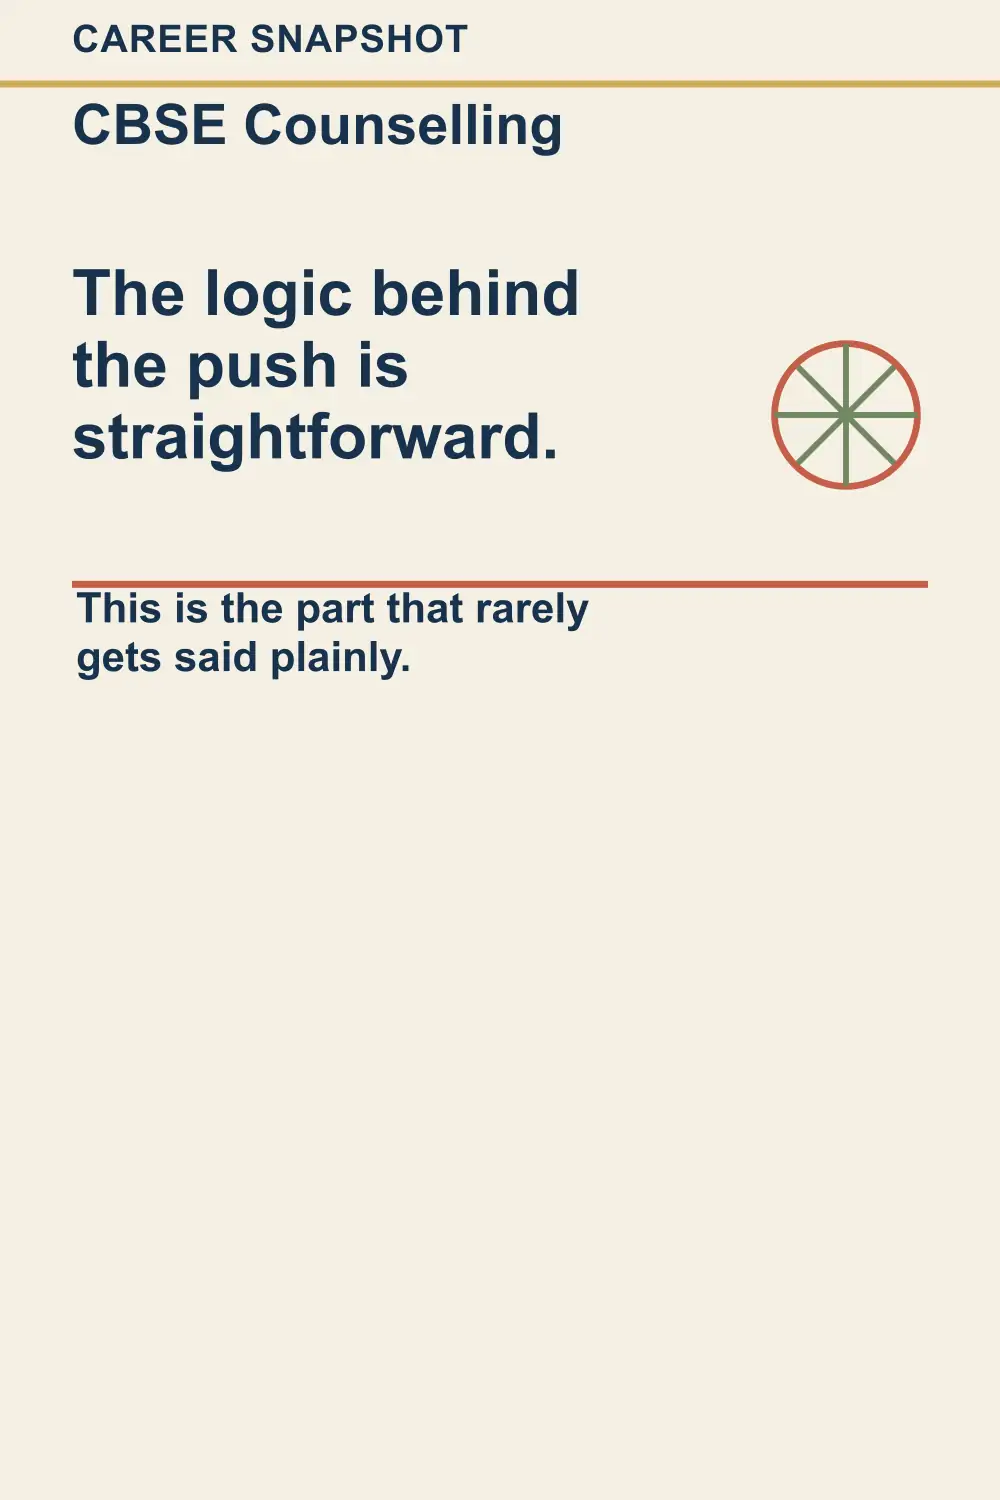 CAREER SNAPSHOT
CBSE Counselling
The logic behind
the push is
straightforward.
This is the part that rarely
gets said plainly.